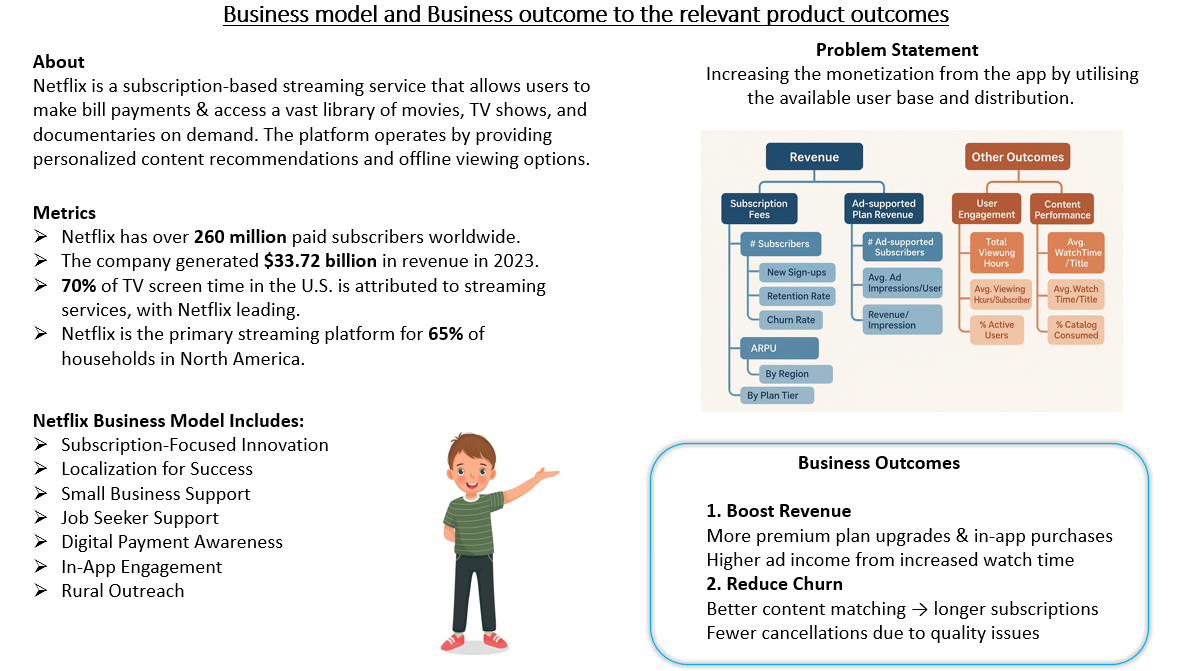 Business model and Business outcome to the relevant product outcomes
About
Netflix is a subscription-based streaming service that allows users to
make bill payments & access a vast library of movies, TV shows, and
documentaries on demand. The platform operates by providing
personalized content recommendations and offline viewing options.
Metrics
➢ Netflix has over 260 million paid subscribers worldwide.
➢ The company generated $33.72 billion in revenue in 2023.
➢ 70% of TV screen time in the U.S. is attributed to streaming
services, with Netflix leading.
➢ Netflix is the primary streaming platform for 65% of
households in North America.
Netflix Business Model Includes:
➢ Subscription-Focused Innovation
➢ Localization for Success
➢ Small Business Support
➢ Job Seeker Support
➢ Digital Payment Awareness
➢ In-App Engagement
➢ Rural Outreach
Problem Statement
Increasing the monetization from the app by utilising
the available user base and distribution.
Revenue
Subscription
Fees
# Subscribers
New Sign-ups
Retention Rate
Churn Rate
ARPU
By Region
By Plan Tier
Ad-supported
Plan Revenue
# Ad-supported
Subscribers
Avg. Ad
Impressions/User
Revenue/
Impression
Other Outcomes
User
Engagement
Total
Viewung
Hours
Avg. Viewing
Hours/Subscriber
% Active
Users
Content
Performance
Avg.
WatchTime
/Title
Avg. Watch
Time/Title
% Catalog
Consumed
Business Outcomes
1. Boost Revenue
More premium plan upgrades & in-app purchases
Higher ad income from increased watch time
2. Reduce Churn
Better content matching → longer subscriptions
Fewer cancellations due to quality issues